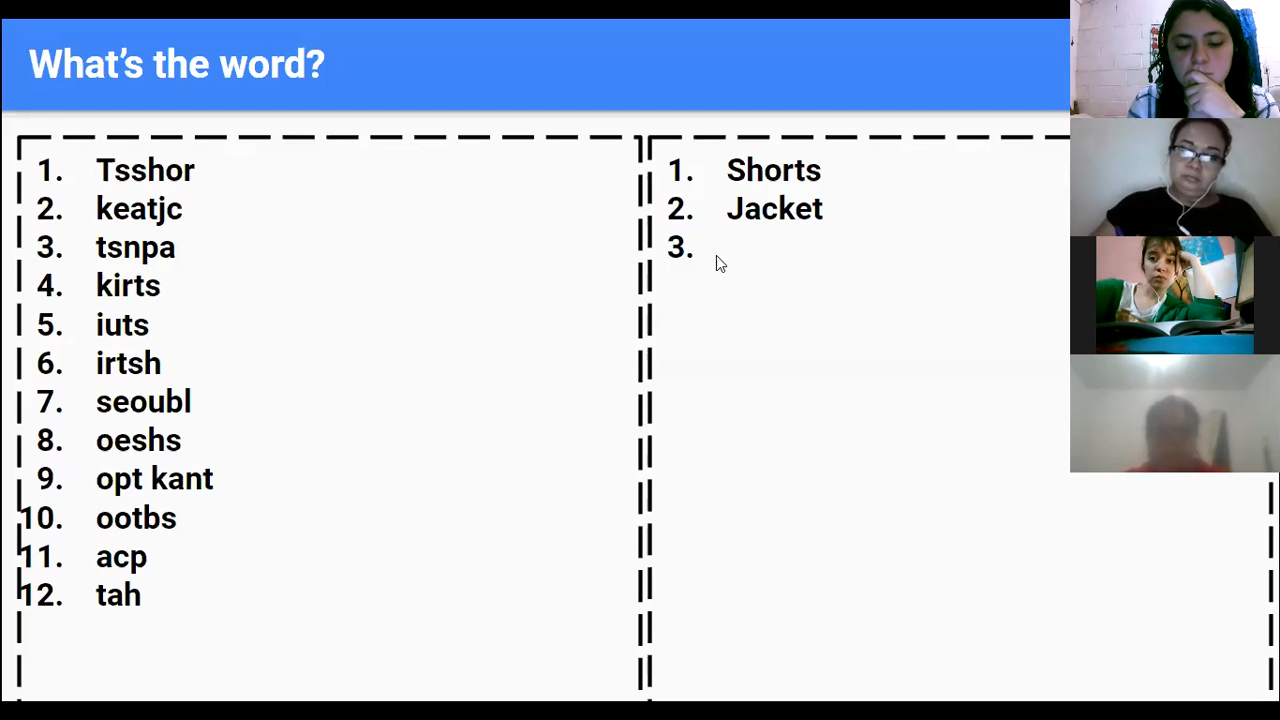 What's the word?
1. Tsshor
2. keatjc
3. tsnpa
4. kirts
5. iuts
6. irtsh
7. seoubl
8. oeshs
9. opt kant
10. ootbs
11. acp
12. tah
1. Shorts
2. Jacket
3.